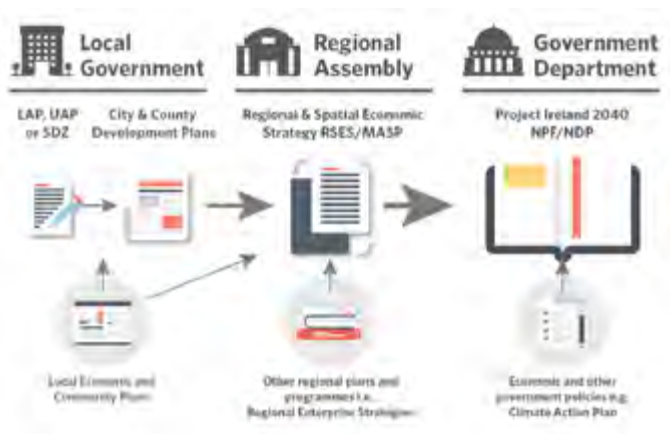 Local
Government
Regional
Assembly
Government
Department
LAP, UAP
or SDZ
City & County
Development Plans
Regional & Spatial Economic
Strategy RSES/MASP
Project Ireland 2040
NPF/NDP
Local Economic and
Community Plans
Other regional plans and
programmes i.e.
Regional Enterprise Strategies
Economic and other
government policies e.g.
Climate Action Plan